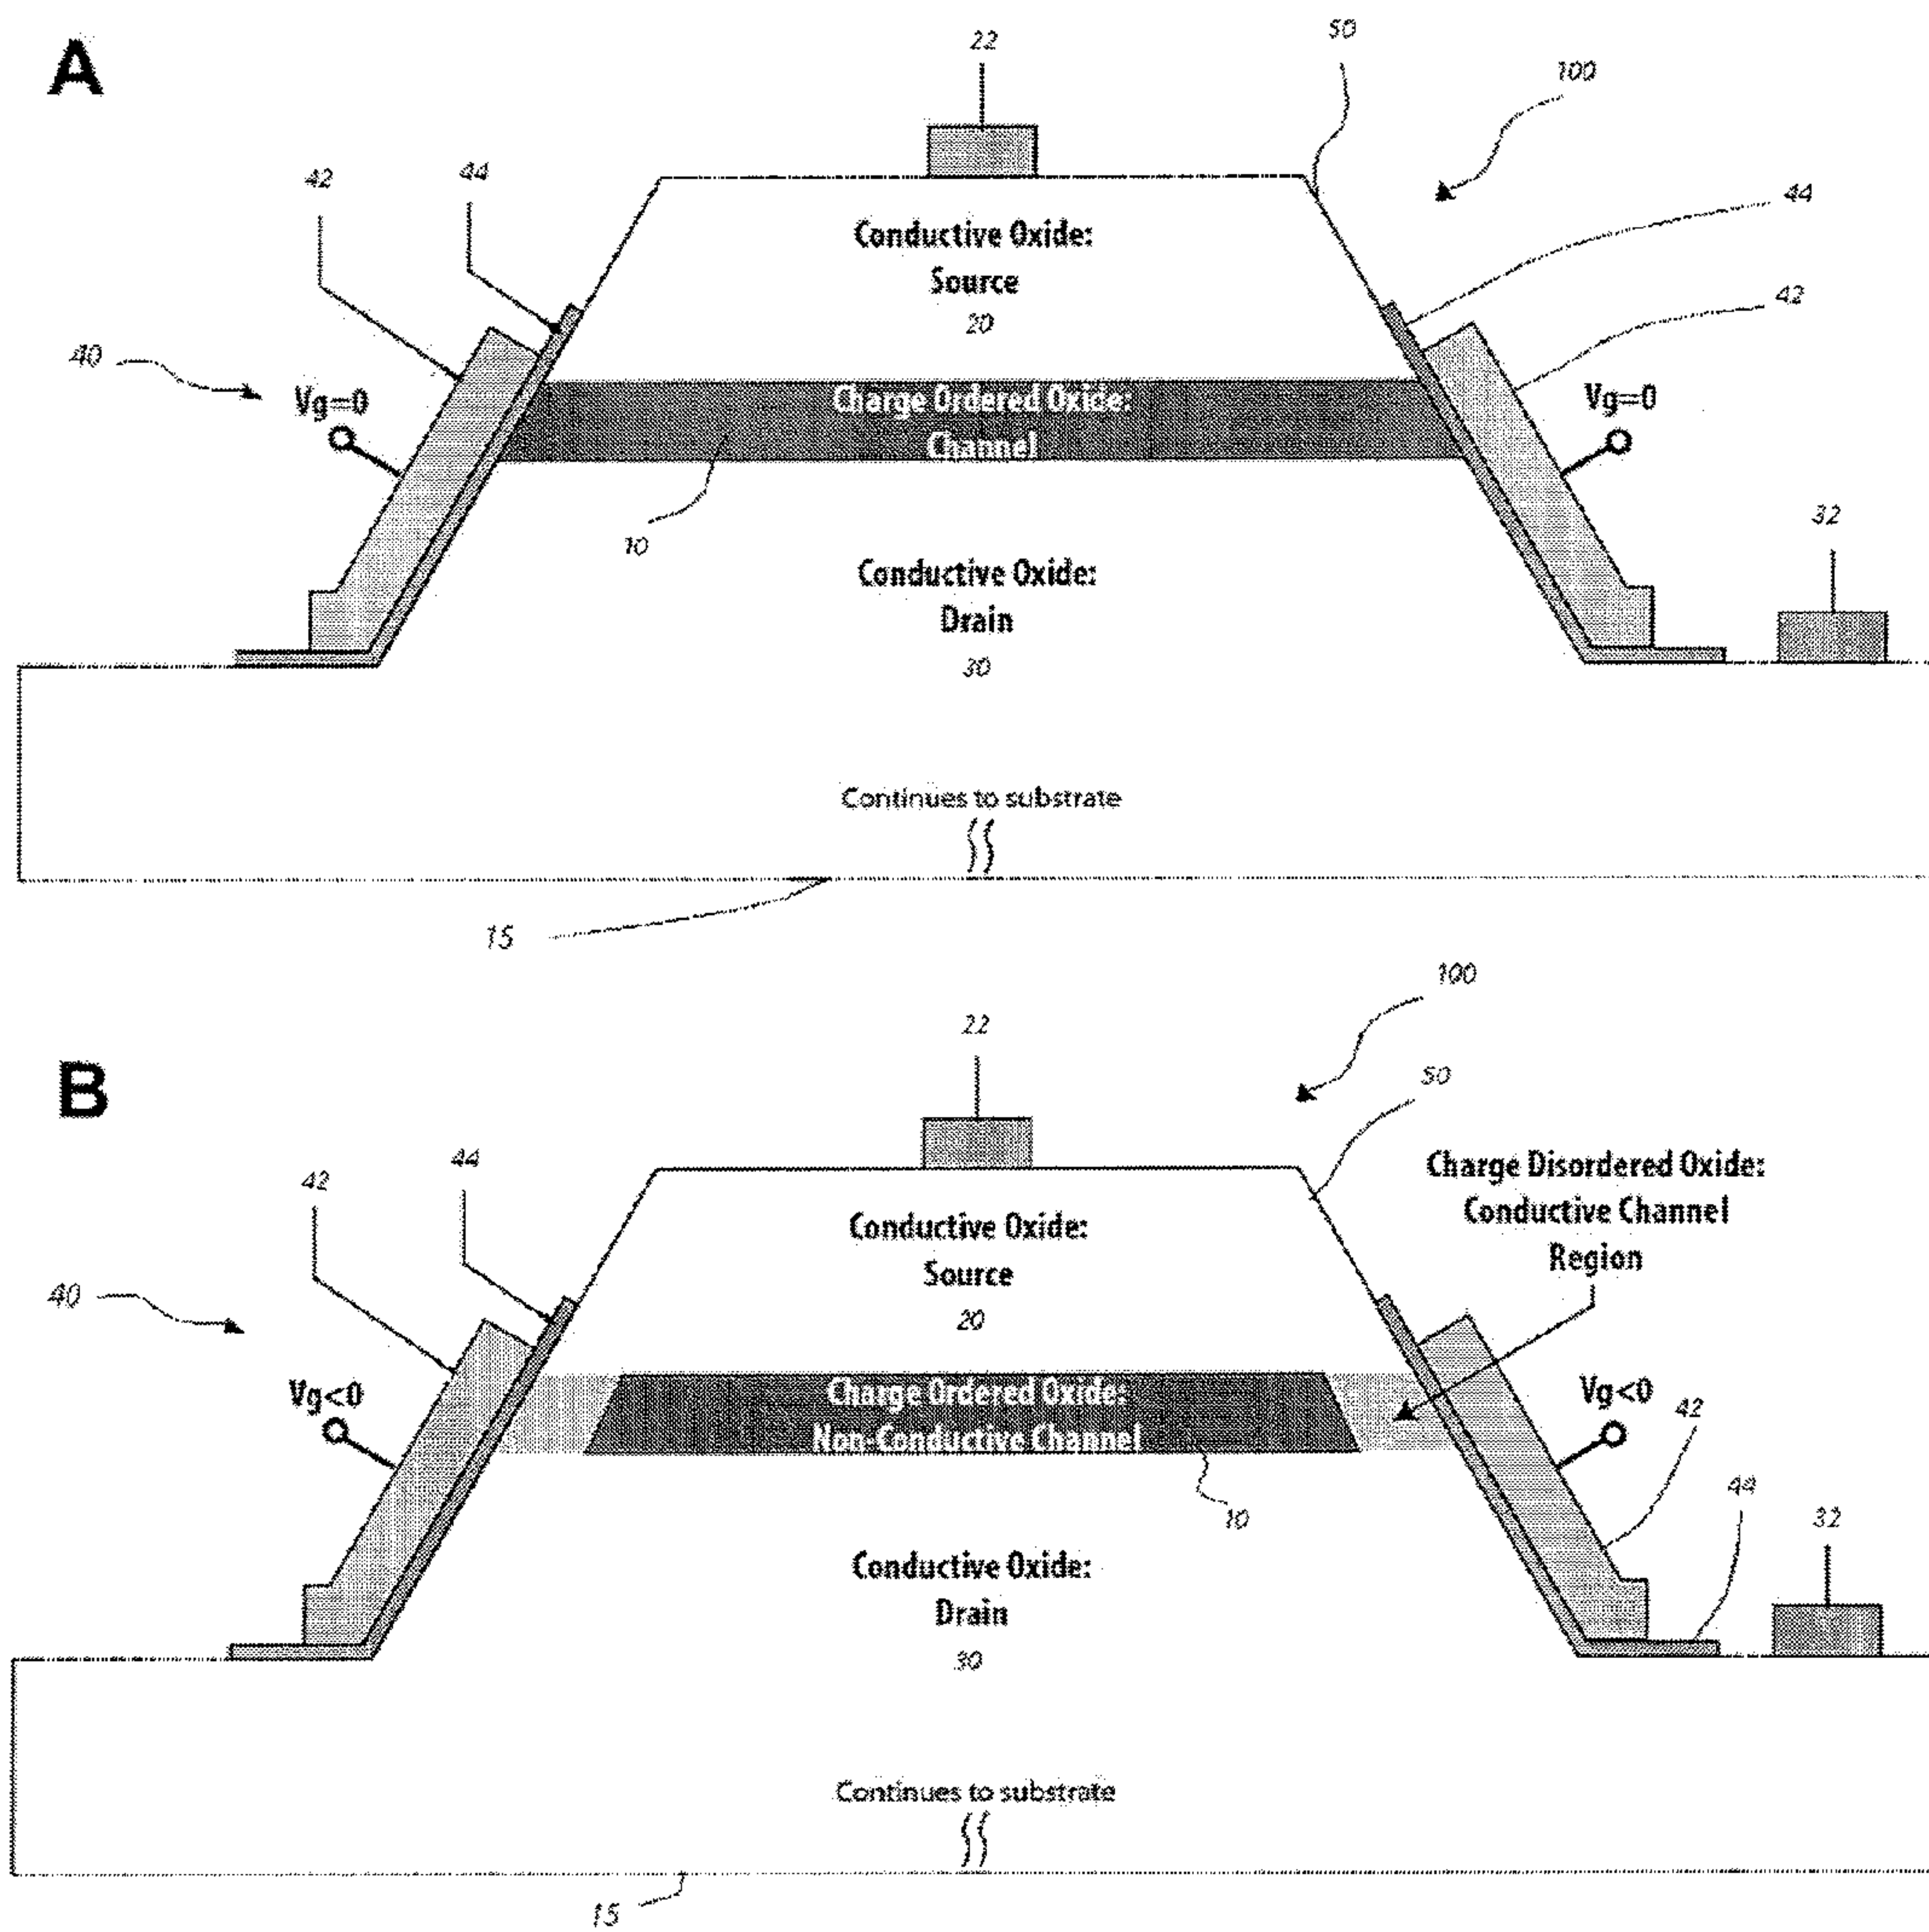 A
22
50
100
42
44
44
Conductive Oxide:
Source
20
42
40
Vg=0
Vg=0
Charge Ordered Oxide:
Channel
10
32
Conductive Oxide:
Drain
30
Continues to substrate
15
100
22
50
B
44
42
Charge Disordered Oxide:
Conductive Channel
Region
Conductive Oxide:
Source
20
40
Vg<0
Vg<0
Charge Ordered Oxide:
Non-Conductive Channel
42
10
44
32
Conductive Oxide:
Drain
30
Continues to substrate
15